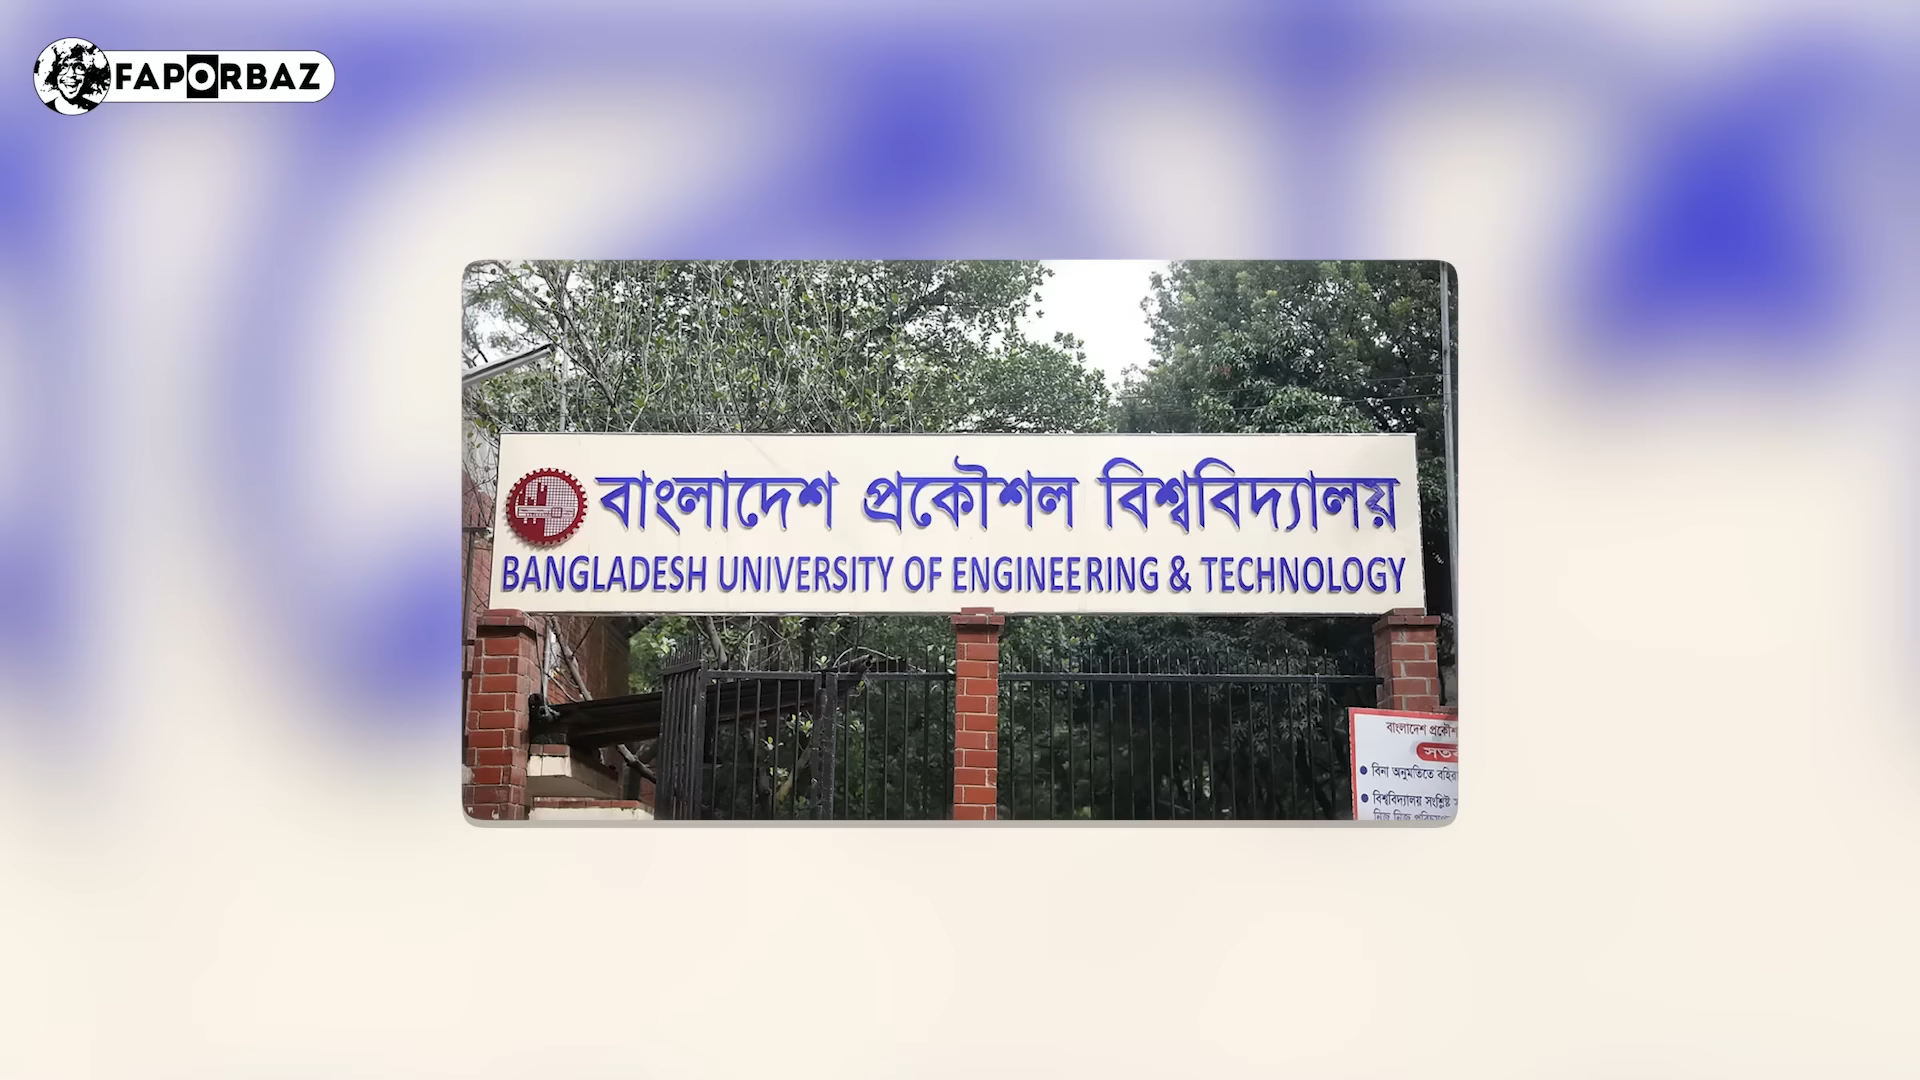 FAPORBAZ
বাংলাদেশ প্রকৌশল বিশ্ববিদ্যালয়
BANGLADESH UNIVERSITY OF ENGINEERING & TECHNOLOGY
বাংলাদেশ
বিনা অনুমতিতে
বিশ্ববিদ্যালয় সংশ্লিষ্ট
নিজ নিজ